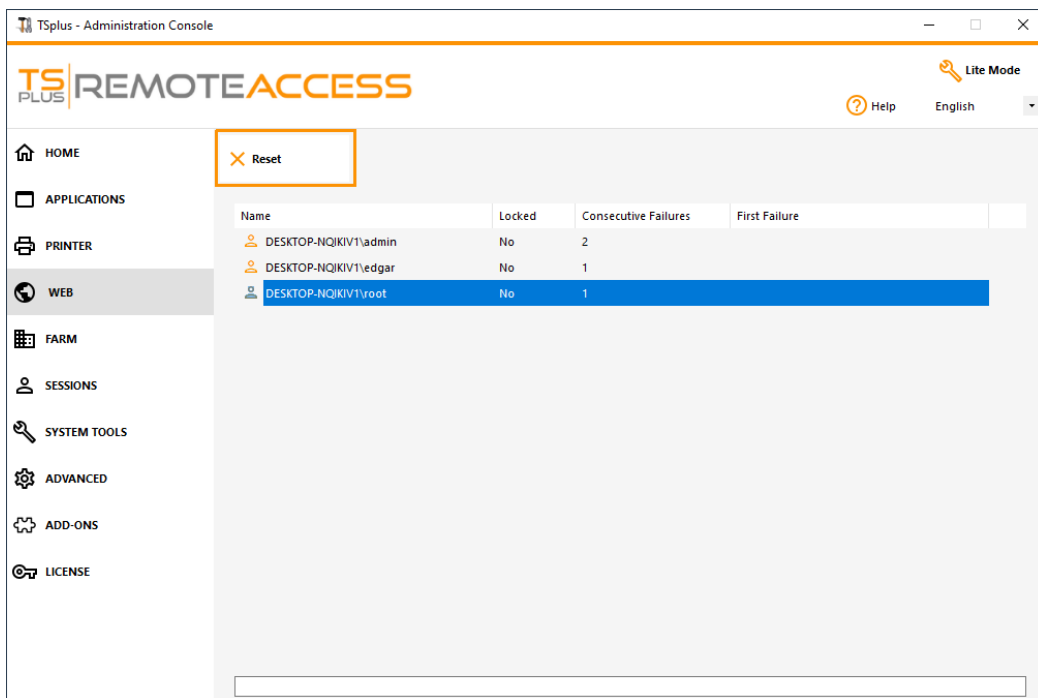 TSplus - Administration Console
TS PLUS REMOTEACCESS
Lite Mode
Help English
HOME
APPLICATIONS
PRINTER
WEB
FARM
SESSIONS
SYSTEM TOOLS
ADVANCED
ADD-ONS
LICENSE
Reset
Name Locked Consecutive Failures First Failure
DESKTOP-NQIKIV1\admin No 2
DESKTOP-NQIKIV1\edgar No 1
DESKTOP-NQIKIV1\root No 1